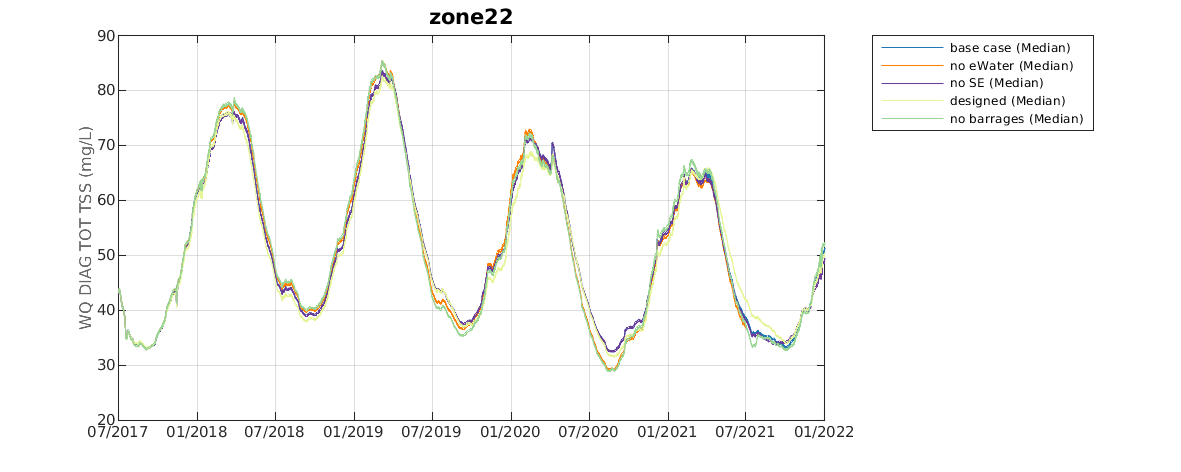 zone22
WQ DIAG TOT TSS (mg/L)
90
80
70
60
50
40
30
20
07/2017 01/2018 07/2018 01/2019 07/2019 01/2020 07/2020 01/2021 07/2021 01/2022
base case (Median)
no eWater (Median)
no SE (Median)
designed (Median)
no barrages (Median)